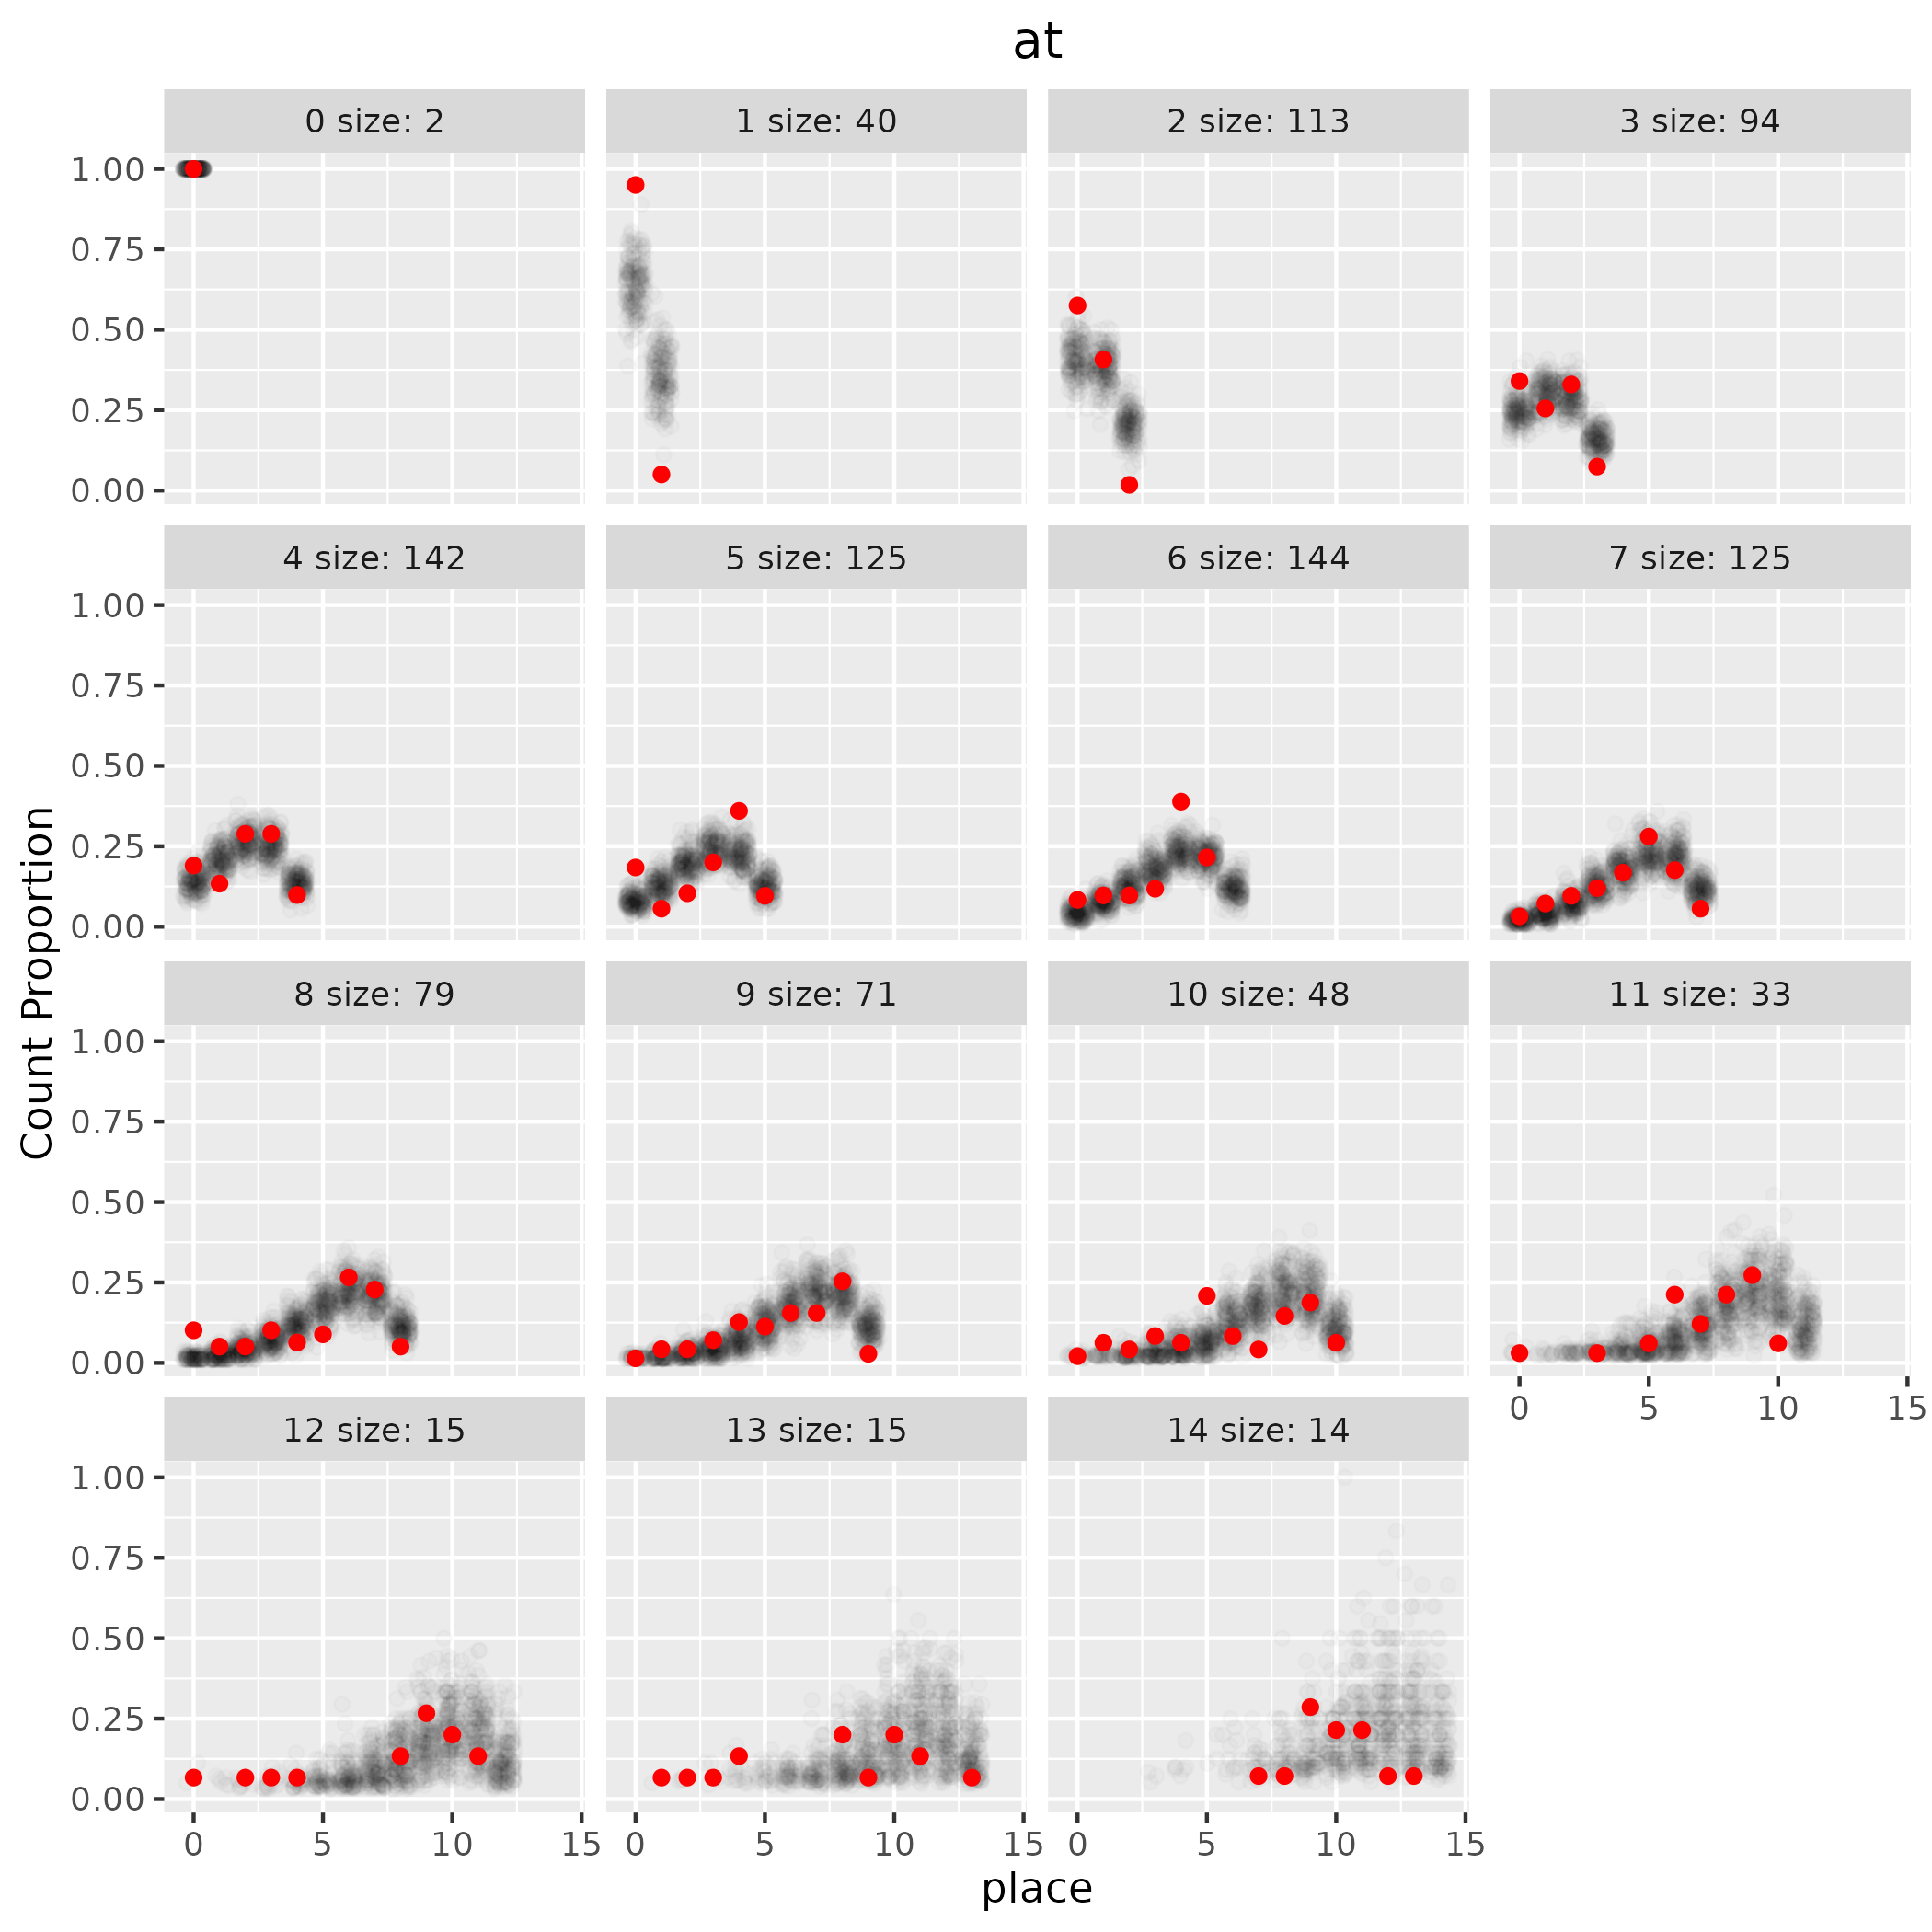 at
0 size: 2
1 size: 40
2 size: 113
3 size: 94
1.00
0.75
0.50
0.25
0.00
4 size: 142
5 size: 125
6 size: 144
7 size: 125
1.00
0.75
0.50
0.25
0.00
Count Proportion
8 size: 79
9 size: 71
10 size: 48
11 size: 33
1.00
0.75
0.50
0.25
0.00
0 5 10 15
12 size: 15
13 size: 15
14 size: 14
1.00
0.75
0.50
0.25
0.00
0 5 10 15
0 5 10 15
0 5 10 15
place